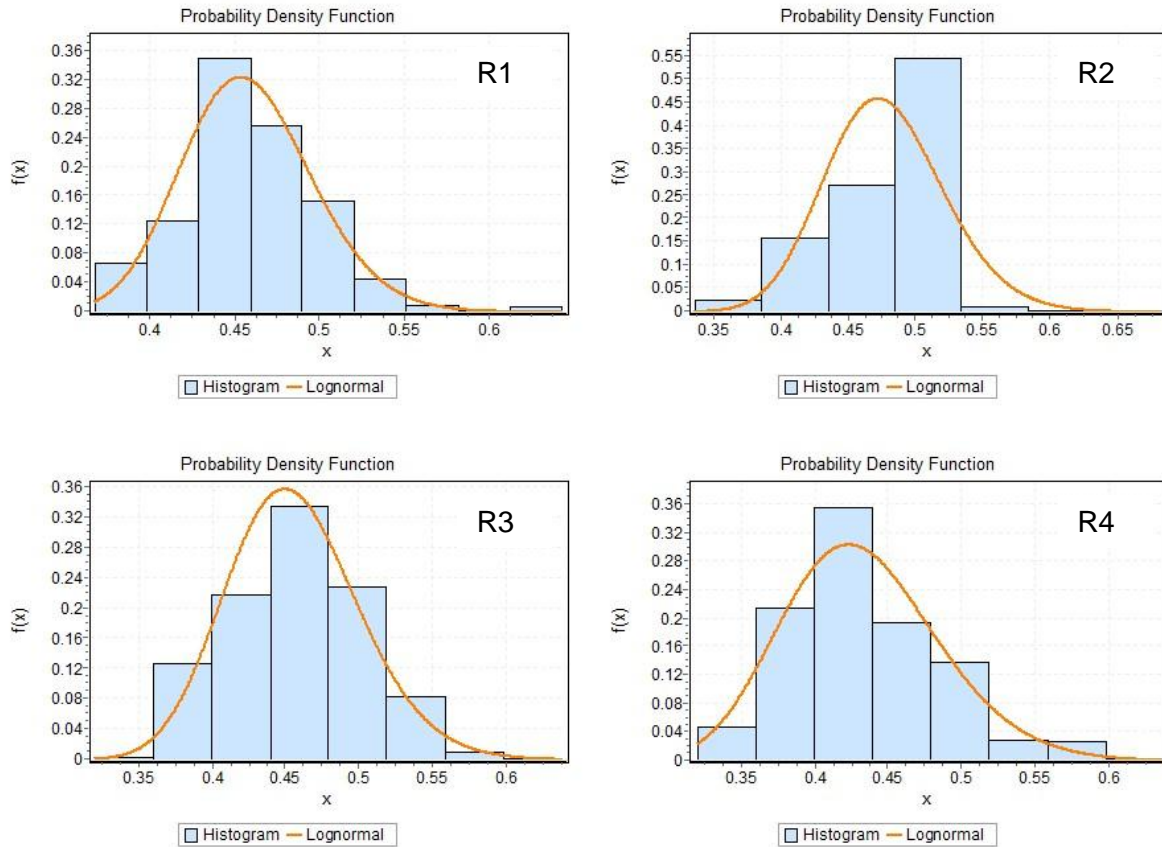 Probability Density Function
R1
f(x)
0.36
0.32
0.28
0.24
0.2
0.16
0.12
0.08
0.04
0
0.4 0.45 0.5 0.55 0.6
x
Histogram Lognormal
Probability Density Function
R2
f(x)
0.55
0.5
0.45
0.4
0.35
0.3
0.25
0.2
0.15
0.1
0.05
0
0.35 0.4 0.45 0.5 0.55 0.6 0.65
x
Histogram Lognormal
Probability Density Function
R3
f(x)
0.36
0.32
0.28
0.24
0.2
0.16
0.12
0.08
0.04
0
0.35 0.4 0.45 0.5 0.55 0.6
x
Histogram Lognormal
Probability Density Function
R4
f(x)
0.36
0.32
0.28
0.24
0.2
0.16
0.12
0.08
0.04
0
0.35 0.4 0.45 0.5 0.55 0.6
x
Histogram Lognormal